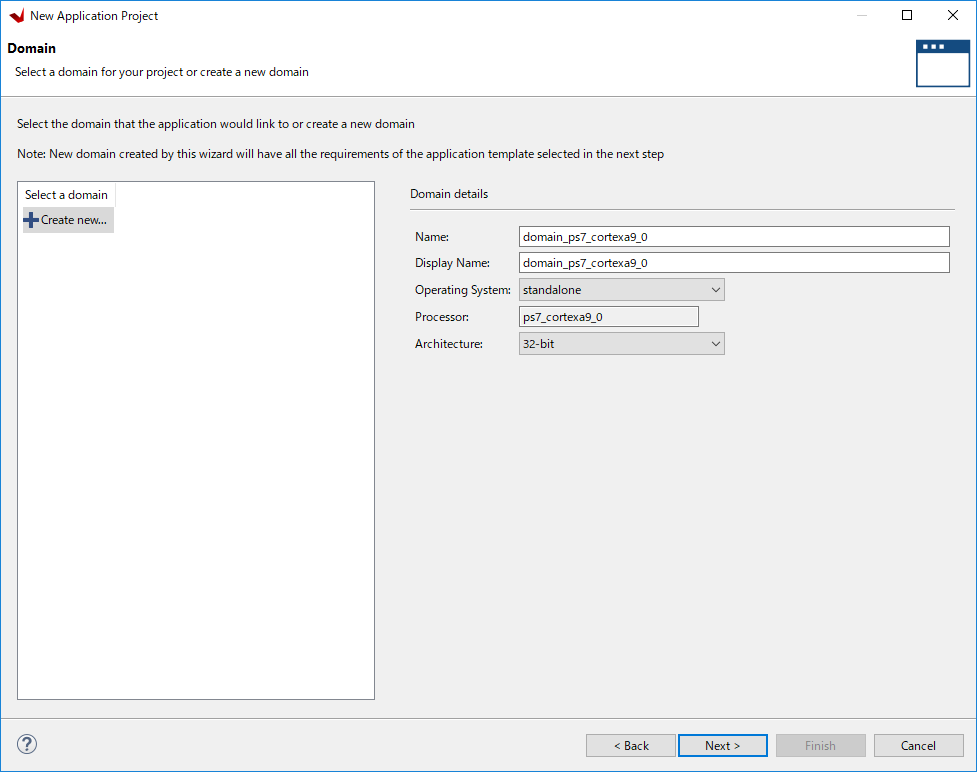 New Application Project
Domain
Select a domain for your project or create a new domain
Select the domain that the application would link to or create a new domain
Note: New domain created by this wizard will have all the requirements of the application template selected in the next step
Select a domain
Create new...
Domain details
Name: domain_ps7_cortexa9_0
Display Name: domain_ps7_cortexa9_0
Operating System: standalone
Processor: ps7_cortexa9_0
Architecture: 32-bit
? < Back Next > Finish Cancel